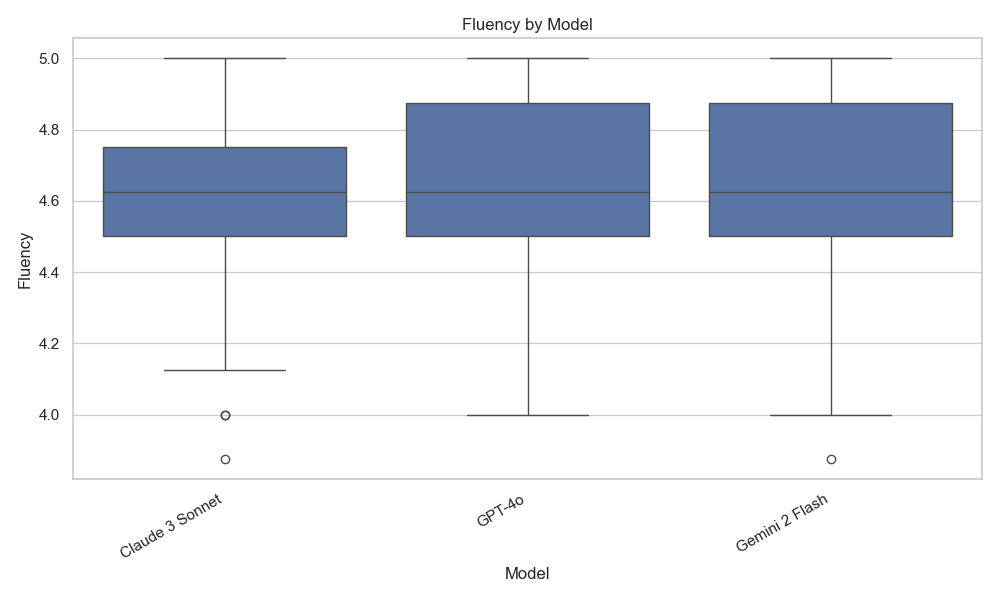 Fluency by Model
5.0
4.8
4.6
4.4
4.2
4.0
Fluency
Claude 3 Sonnet
GPT-4o
Gemini 2 Flash
Model